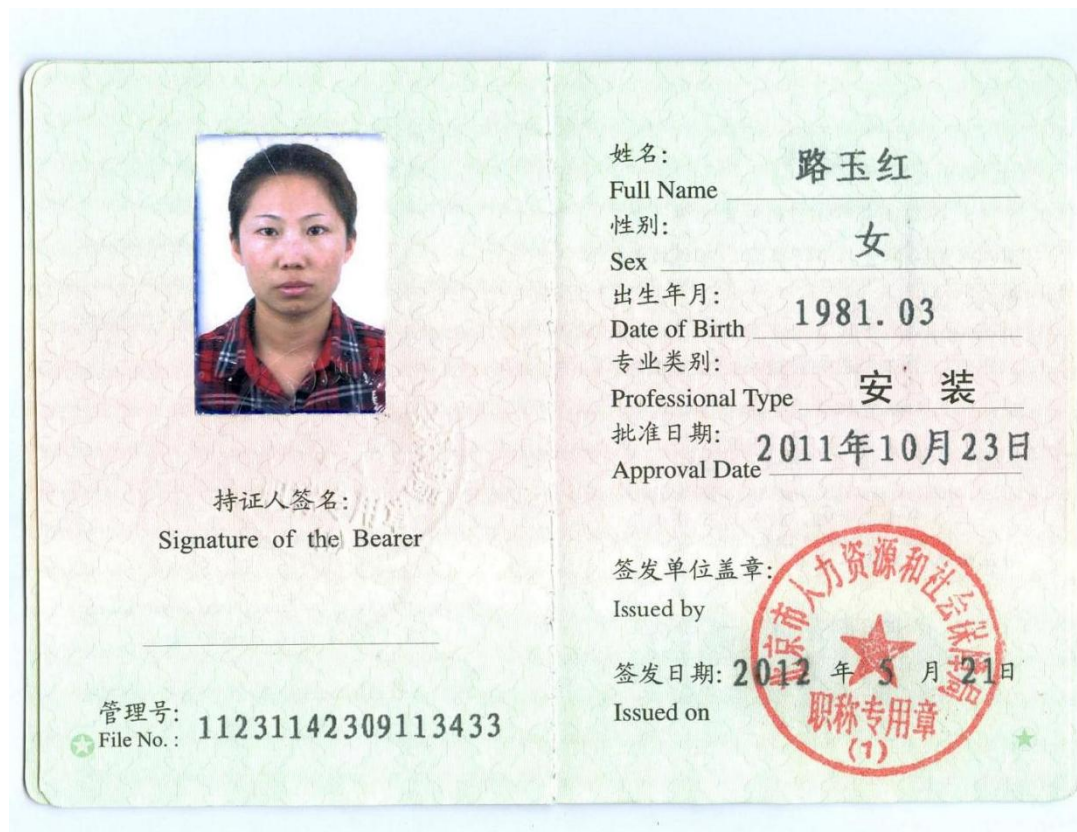 持证人签名:
Signature of the Bearer
管理号:
File No. : 11231142309113433
姓名: 路玉红
Full Name
性别: 女
Sex
出生年月: 1981.03
Date of Birth
专业类别: 安 装
Professional Type
批准日期: 2011年10月23日
Approval Date
签发单位盖章:
Issued by
北京市人力资源和社会保障局
签发日期: 2012 年 5 月 21日
Issued on
职称专用章
(1)